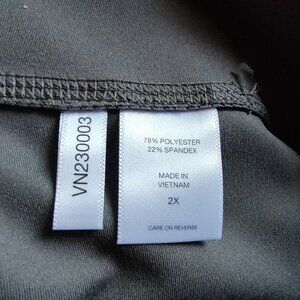 VN230003
78% POLYESTER
22% SPANDEX
MADE IN
VIETNAM
2X
CARE ON REVERSE